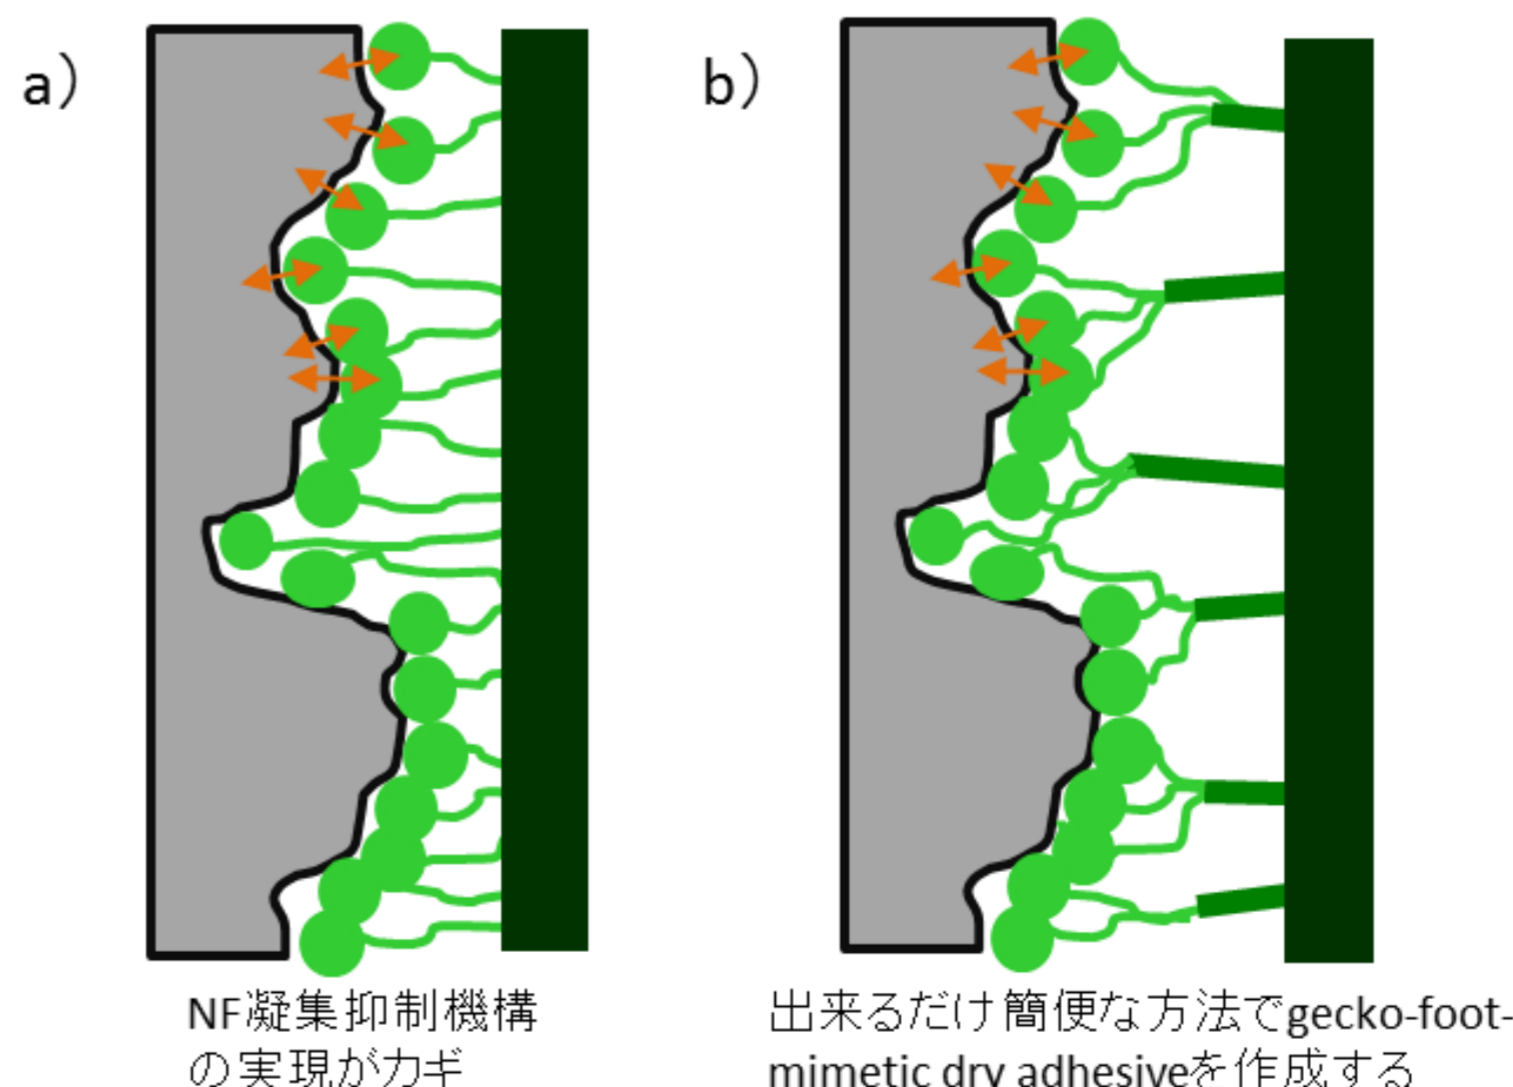 a)
b)
NF凝集抑制機構
の実現がカギ
出来るだけ簡便な方法でgecko-foot-
mimetic dry adhesiveを作成する